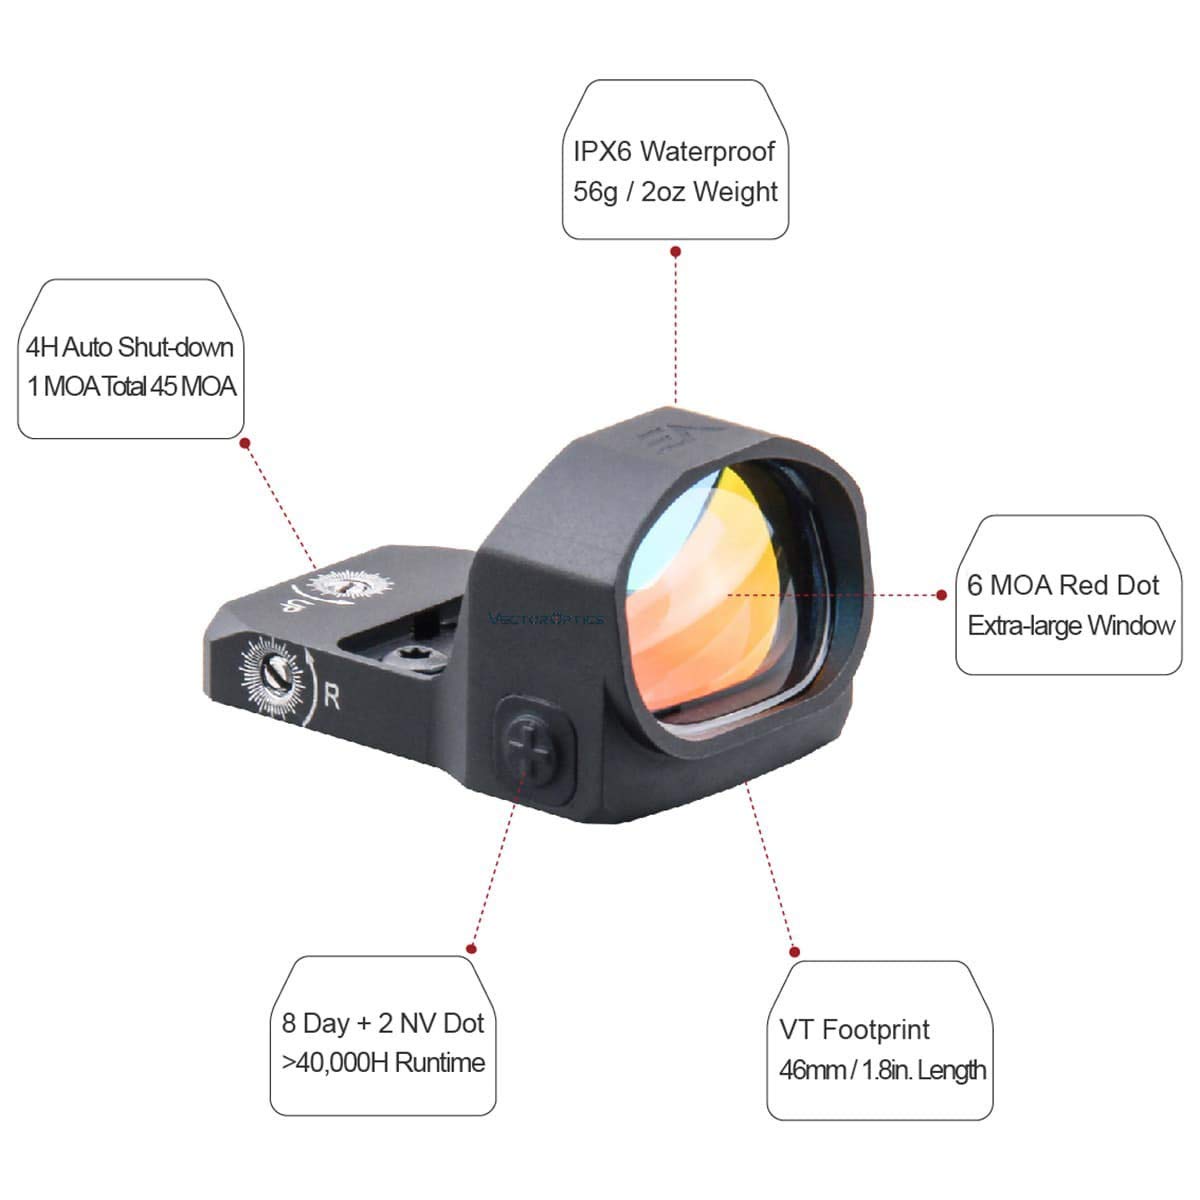 IPX6 Waterproof
56g / 2oz Weight
4H Auto Shut-down
1 MOA Total 45 MOA
6 MOA Red Dot
Extra-large Window
UP
VECTOROPTICS
R
8 Day + 2 NV Dot
>40,000H Runtime
VT Footprint
46mm / 1.8in. Length